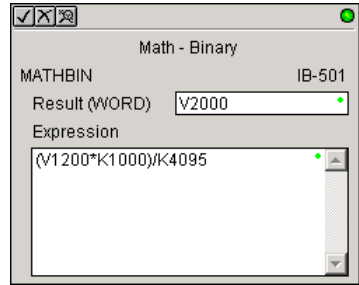 Math - Binary
MATHBIN IB-501
Result (WORD) V2000
Expression
(V1200*K1000)/K4095